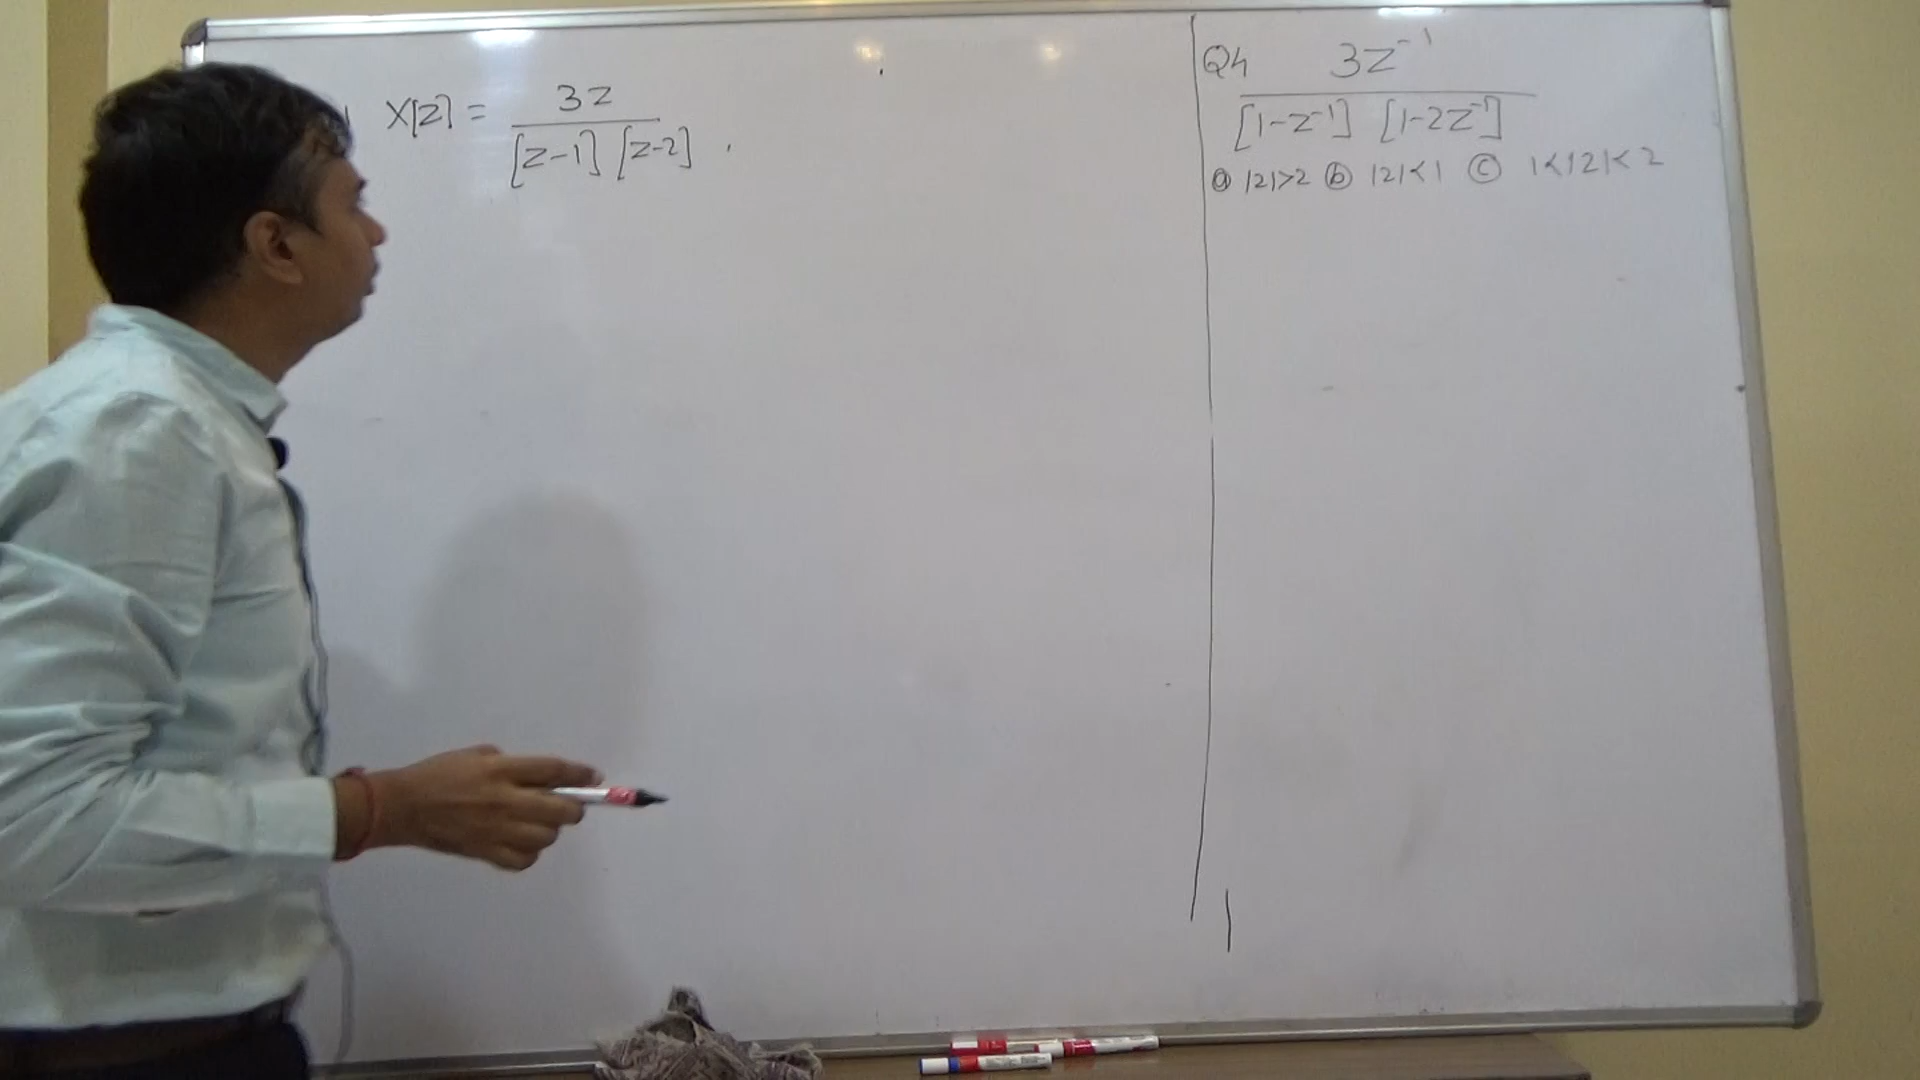 X[z] = 3z / [z-1] [z-2]
Q4 3z⁻¹ / [1-z⁻¹] [1-2z⁻¹]
ⓐ |z|>2 ⓑ |z|<1 ⓒ 1<|z|<2